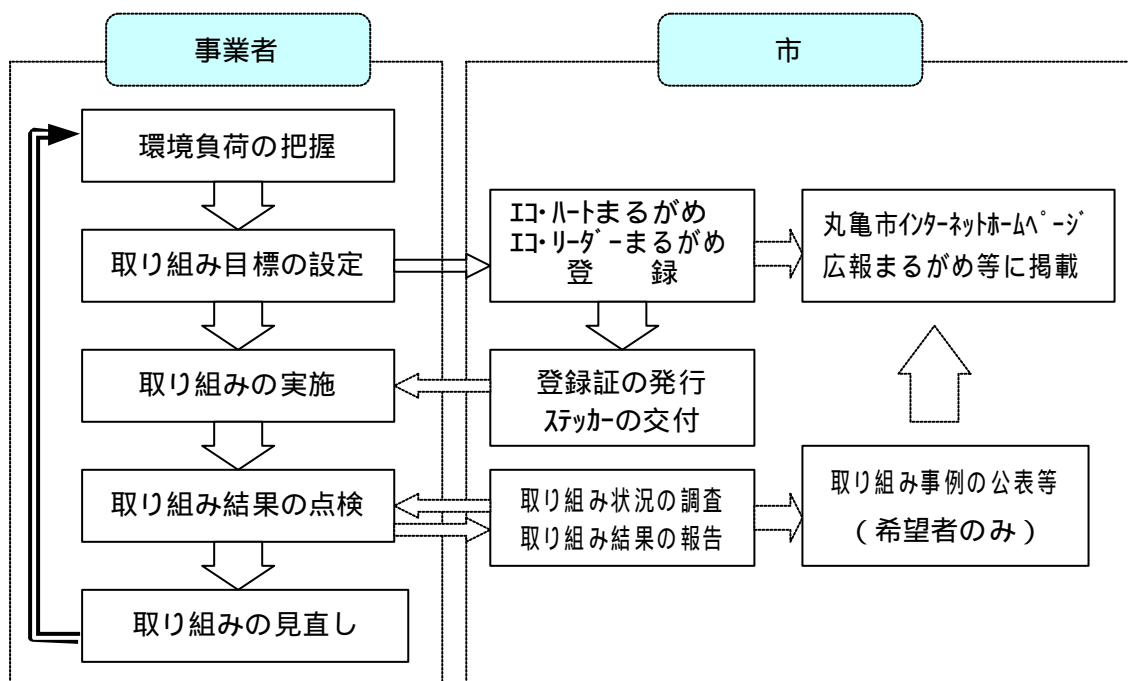 事業者
市
環境負荷の把握
取り組み目標の設定
取り組みの実施
取り組み結果の点検
取り組みの見直し
ｴｺ･ﾊｰﾄまるがめ
ｴｺ･ﾘｰﾀﾞｰまるがめ
登　　録
丸亀市ｲﾝﾀｰﾈｯﾄﾎｰﾑﾍﾟｰｼﾞ
広報まるがめ等に掲載
登録証の発行
ｽﾃｯｶｰの交付
取り組み状況の調査
取り組み結果の報告
取り組み事例の公表等
（希望者のみ）